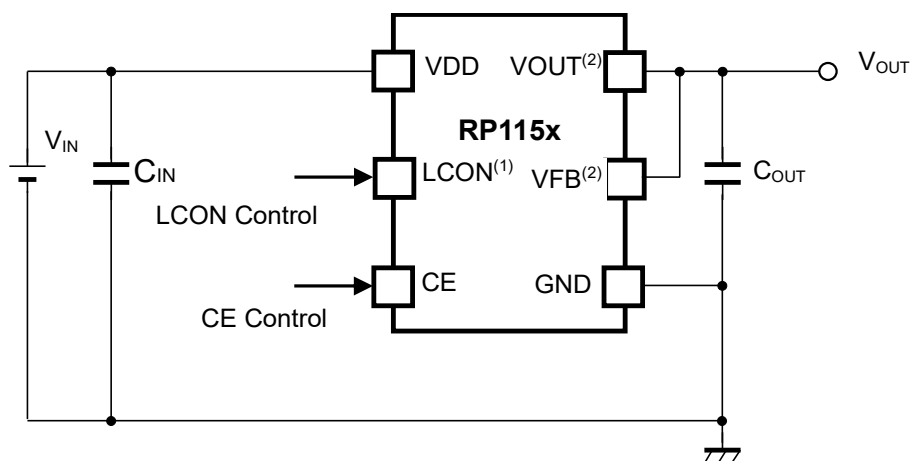 VDD VOUT(2)
VOUT
RP115x
VIN
CIN
LCON(1) VFB(2)
COUT
LCON Control
CE GND
CE Control